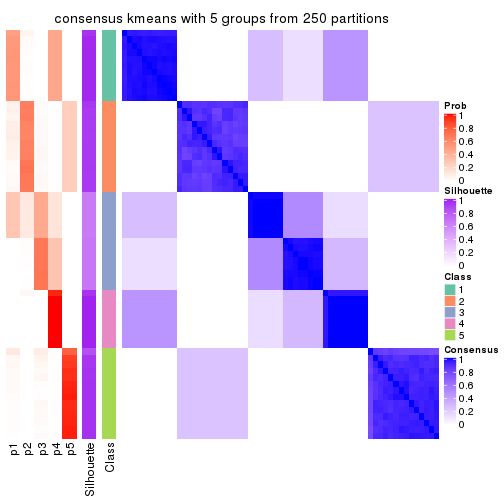 consensus kmeans with 5 groups from 250 partitions
Prob
1
0.8
0.6
0.4
0.2
0
Silhouette
1
0.8
0.6
0.4
0.2
0
Class
1
2
3
4
5
Consensus
1
0.8
0.6
0.4
0.2
0
p1
p2
p3
p4
p5
Silhouette
Class